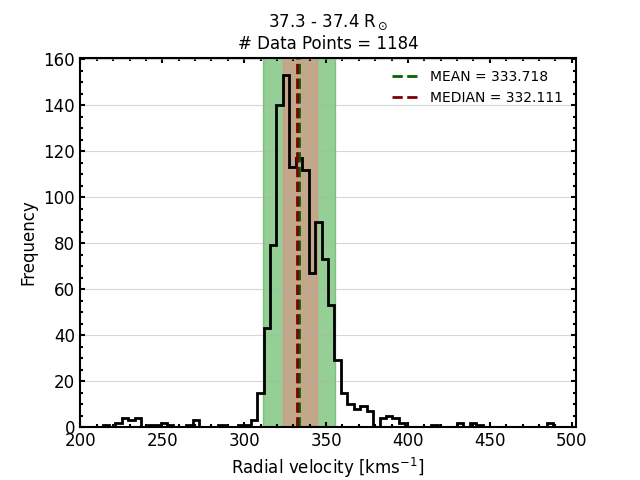 37.3 - 37.4 R⊙
# Data Points = 1184
MEAN = 333.718
MEDIAN = 332.111
Frequency
160
140
120
100
80
60
40
20
0
200 250 300 350 400 450 500
Radial velocity [kms⁻¹]